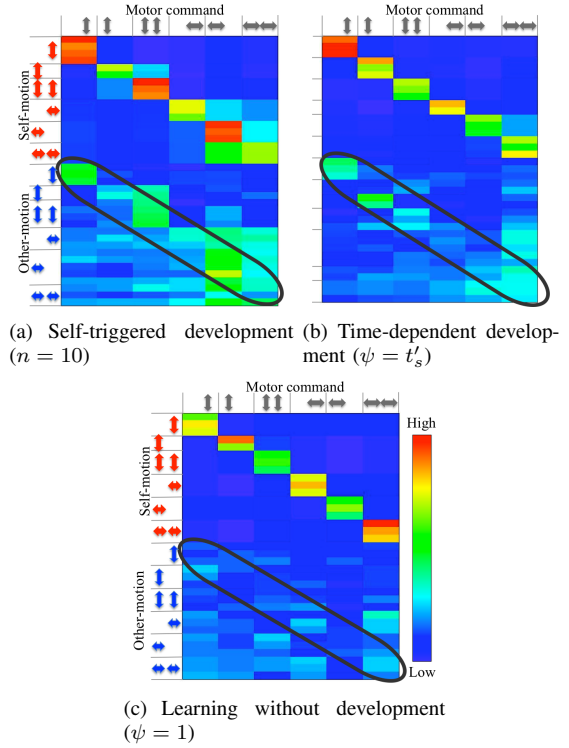 Motor command
Motor command
Self-motion
Other-motion
(a) Self-triggered development
(n = 10)
(b) Time-dependent develop-
ment (ψ = t′s)
Motor command
Self-motion
Other-motion
High
Low
(c) Learning without development
(ψ = 1)